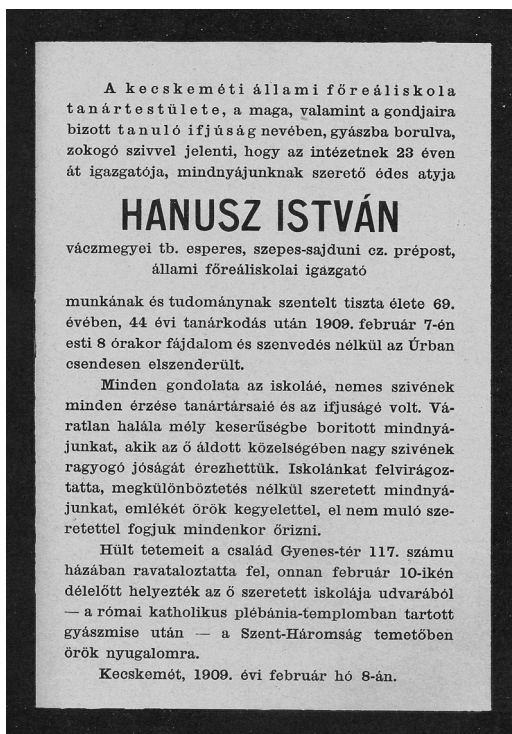 A kecskeméti állami főreáliskola
tanártestülete, a maga, valamint a gondjaira
bizott tanuló ifjúság nevében, gyászba borulva,
zokogó szivvel jelenti, hogy az intézetnek 23 éven
át igazgatója, mindnyájunknak szerető édes atyja
HANUSZ ISTVÁN
váczmegyei tb. esperes, szepes-sajduni cz. prépost,
állami főreáliskolai igazgató
munkának és tudománynak szentelt tiszta élete 69.
évében, 44 évi tanárkodás után 1909. február 7-én
esti 8 órakor fájdalom és szenvedés nélkül az Úrban
csendesen elszenderült.
Minden gondolata az iskoláé, nemes szivének
minden érzése tanártársaié és az ifjuságé volt. Vá-
ratlan halála mély keserűségbe boritott mindnyá-
junkat, akik az ő áldott közelségében nagy szivének
ragyogó jóságát érezhettük. Iskolánkat felvirágoz-
tatta, megkülönböztetés nélkül szeretett mindnyá-
junkat, emlékét örök kegyelettel, el nem muló sze-
retettel fogjuk mindenkor őrizni.
Hült tetemeit a család Gyenes-tér 117. számu
házában ravataloztatta fel, onnan február 10-ikén
délelőtt helyezték az ő szeretett iskolája udvarából
— a római katholikus plébánia-templomban tartott
gyászmise után — a Szent-Háromság temetőben
örök nyugalomra.
Kecskemét, 1909. évi február hó 8-án.